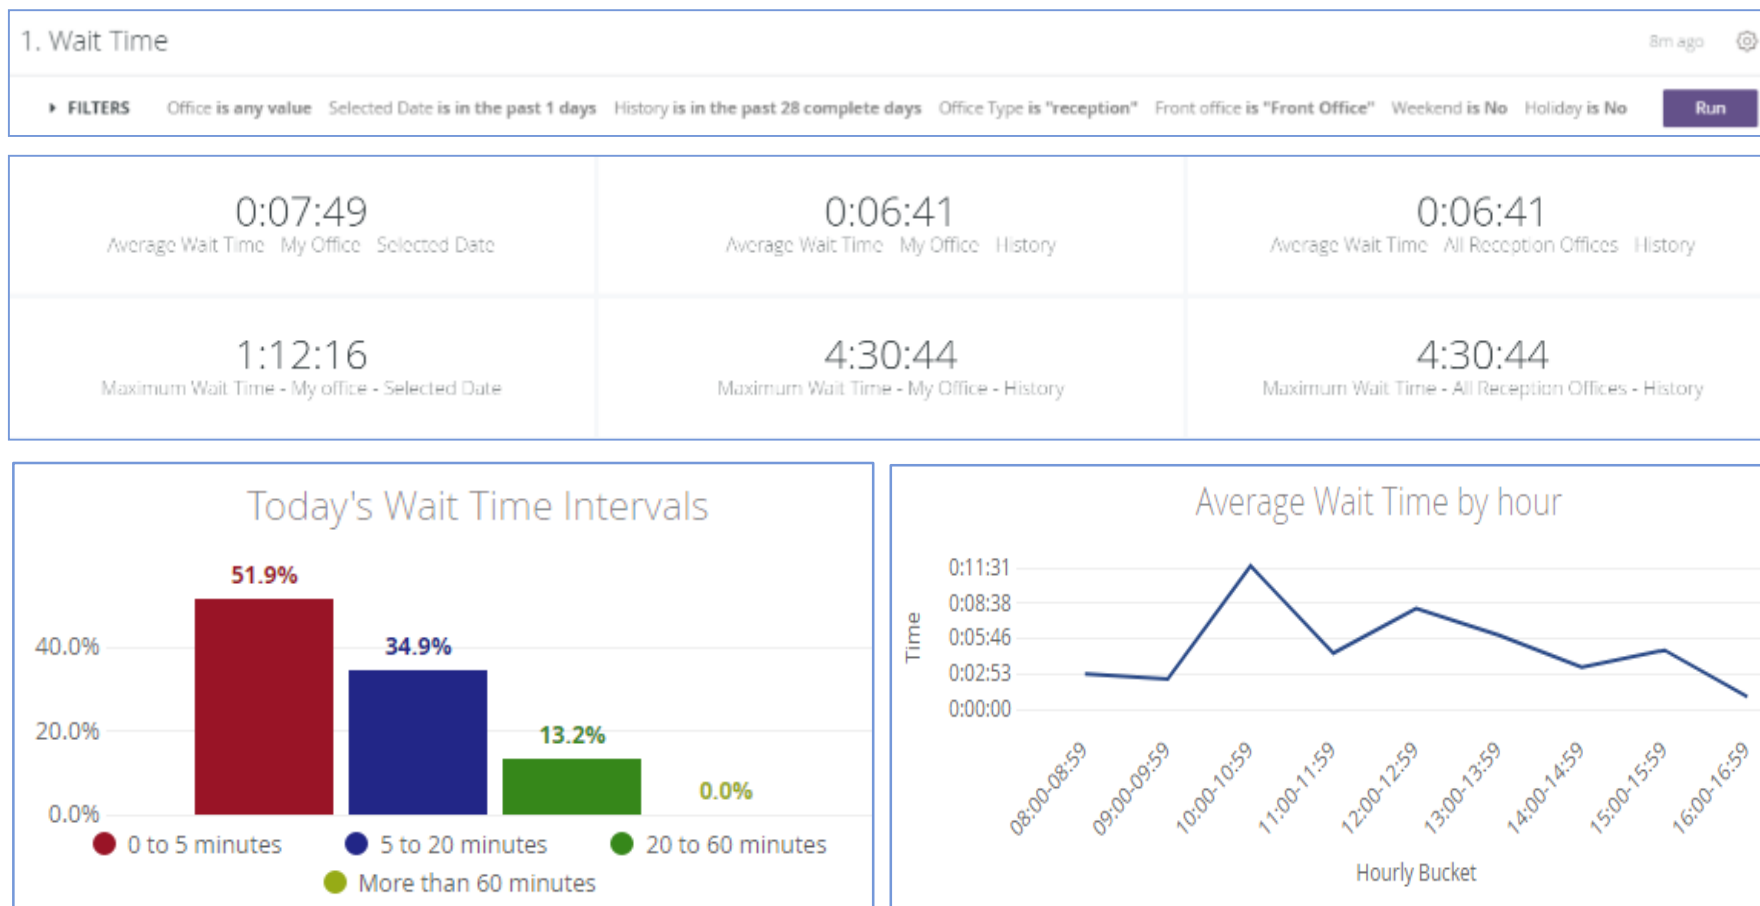 1. Wait Time
8m ago
FILTERS Office is any value Selected Date is in the past 1 days History is in the past 28 complete days Office Type is "reception" Front office is "Front Office" Weekend is No Holiday is No Run
0:07:49
Average Wait Time My Office Selected Date
0:06:41
Average Wait Time My Office History
0:06:41
Average Wait Time All Reception Offices History
1:12:16
Maximum Wait Time - My office - Selected Date
4:30:44
Maximum Wait Time - My Office - History
4:30:44
Maximum Wait Time - All Reception Offices - History
Today's Wait Time Intervals
51.9%
34.9%
13.2%
0.0%
40.0%
20.0%
0.0%
0 to 5 minutes
5 to 20 minutes
20 to 60 minutes
More than 60 minutes
Average Wait Time by hour
Time
0:11:31
0:08:38
0:05:46
0:02:53
0:00:00
08:00-08:59
09:00-09:59
10:00-10:59
11:00-11:59
12:00-12:59
13:00-13:59
14:00-14:59
15:00-15:59
16:00-16:59
Hourly Bucket